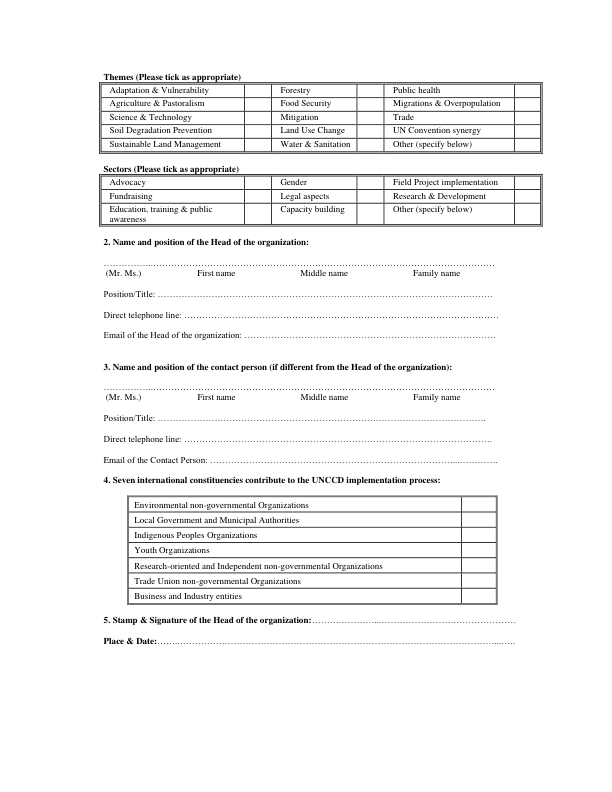 Themes (Please tick as appropriate)
Adaptation & Vulnerability Forestry Public health
Agriculture & Pastoralism Food Security Migrations & Overpopulation
Science & Technology Mitigation Trade
Soil Degradation Prevention Land Use Change UN Convention synergy
Sustainable Land Management Water & Sanitation Other (specify below)
Sectors (Please tick as appropriate)
Advocacy Gender Field Project implementation
Fundraising Legal aspects Research & Development
Education, training & public Capacity building Other (specify below)
awareness
2. Name and position of the Head of the organization:
……………..………………………………………………………………………………………………
(Mr. Ms.) First name Middle name Family name
Position/Title: ………………………………………………………………………………………
Direct telephone line: ………………………………………………………………………………
Email of the Head of the organization: ……………………………………………………………
3. Name and position of the contact person (if different from the Head of the organization):
……………..………………………………………………………………………………………………
(Mr. Ms.) First name Middle name Family name
Position/Title: ……………………………………………………………………………………….
Direct telephone line: ……………………………………………………………………………….
Email of the Contact Person: ……………………………………………………………...………….
4. Seven international constituencies contribute to the UNCCD implementation process:
Environmental non-governmental Organizations
Local Government and Municipal Authorities
Indigenous Peoples Organizations
Youth Organizations
Research-oriented and Independent non-governmental Organizations
Trade Union non-governmental Organizations
Business and Industry entities
5. Stamp & Signature of the Head of the organization:……………………………………………………
Place & Date:……..…………………………………………………………………………………...…..